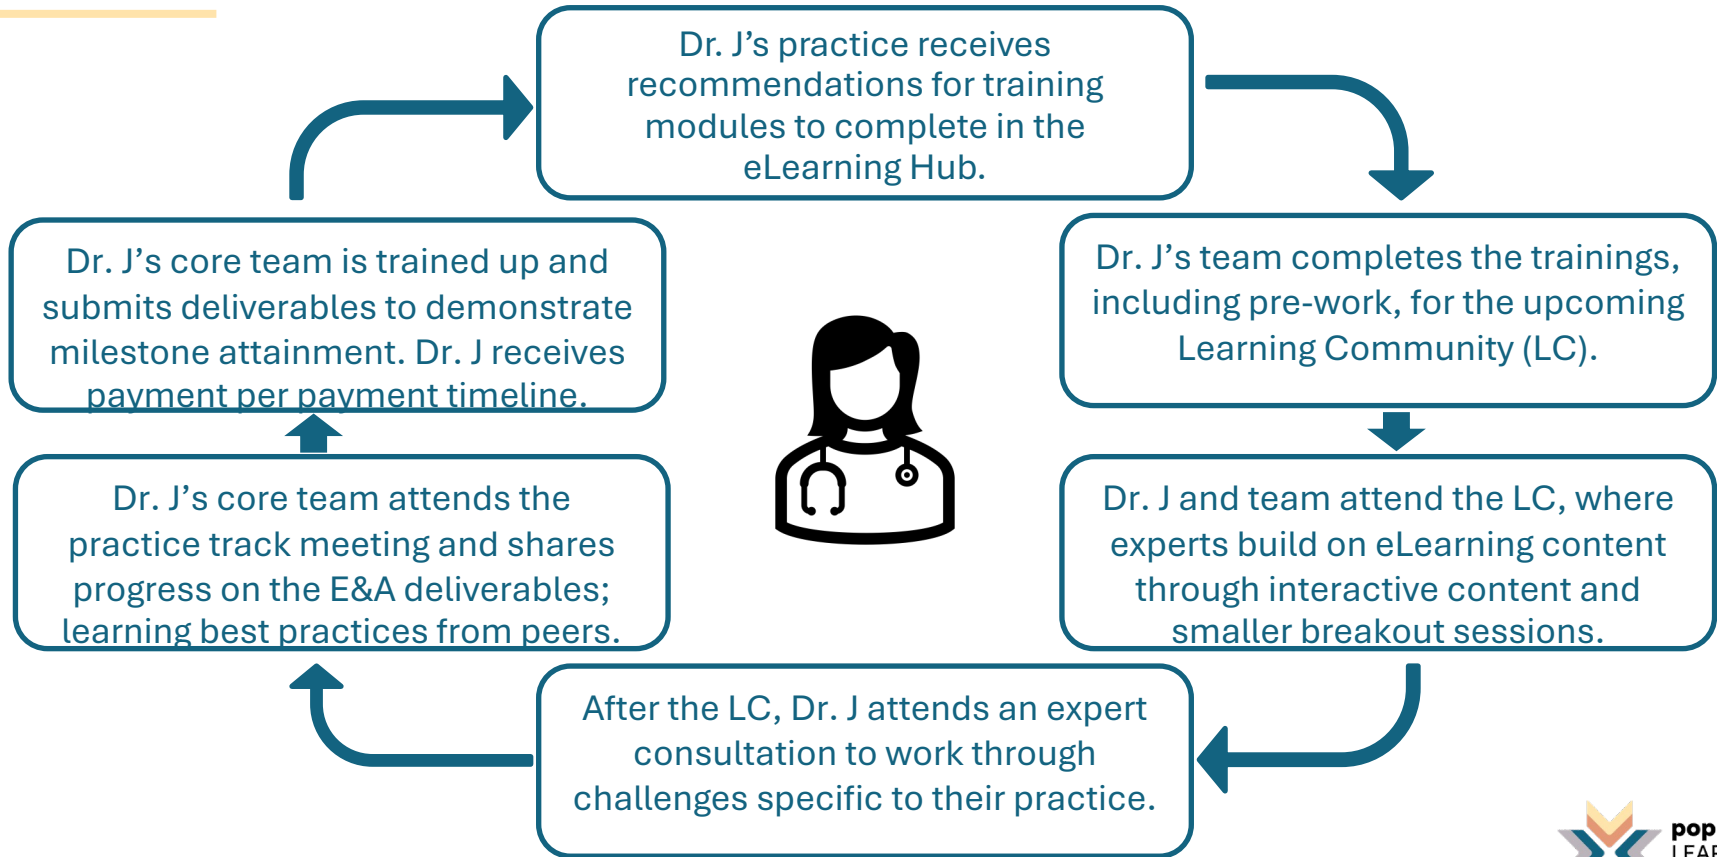 Dr. J’s practice receives
recommendations for training
modules to complete in the
eLearning Hub.
Dr. J’s team completes the trainings,
including pre-work, for the upcoming
Learning Community (LC).
Dr. J and team attend the LC, where
experts build on eLearning content
through interactive content and
smaller breakout sessions.
After the LC, Dr. J attends an expert
consultation to work through
challenges specific to their practice.
Dr. J’s core team attends the
practice track meeting and shares
progress on the E&A deliverables;
learning best practices from peers.
Dr. J’s core team is trained up and
submits deliverables to demonstrate
milestone attainment. Dr. J receives
payment per payment timeline.
pop